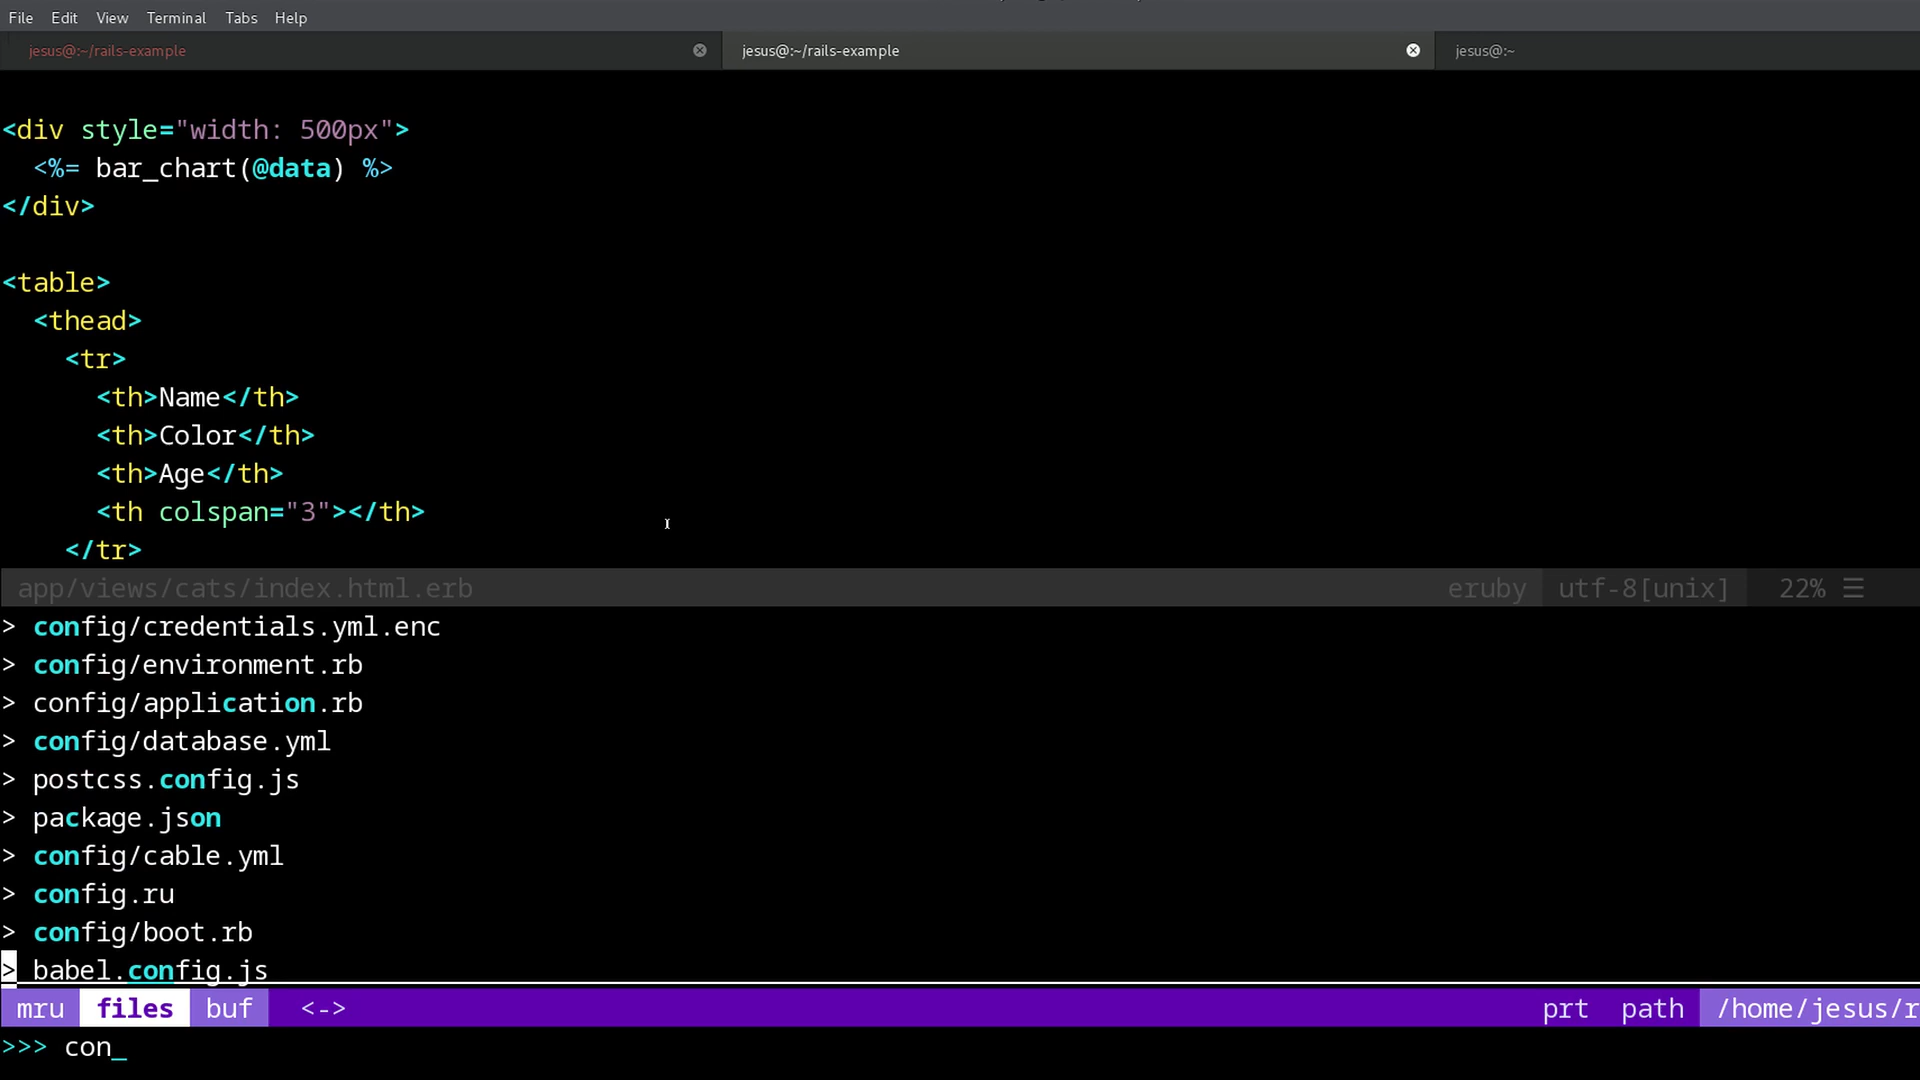 File Edit View Terminal Tabs Help
jesus@:~/rails-example jesus@:~/rails-example jesus@:~
<div style="width: 500px">
  <%= bar_chart(@data) %>
</div>
<table>
  <thead>
    <tr>
      <th>Name</th>
      <th>Color</th>
      <th>Age</th>
      <th colspan="3"></th>
    </tr>
app/views/cats/index.html.erb eruby utf-8[unix] 22% ☰
> config/credentials.yml.enc
> config/environment.rb
> config/application.rb
> config/database.yml
> postcss.config.js
> package.json
> config/cable.yml
> config.ru
> config/boot.rb
> babel.config.js
mru files buf <-> prt path /home/jesus/r
>>> con_